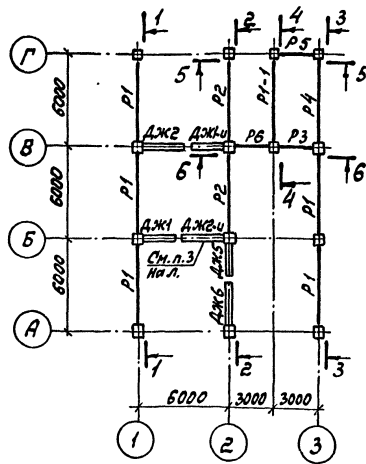 1 2 4 3
Г
Р5
5 5
6000
Р1 Р2 Р1-1 Р4
В
ДЖ2 ДЖ1-и Р6 Р3
6 6
6000
Р1 Р2 4 Р1
Б
ДЖ1 ДЖ2-и
См. п.3
на л.
ДЖ5
6000
Р1 ДЖ6 Р1
А
1 2 3
6000 3000 3000
1 2 3